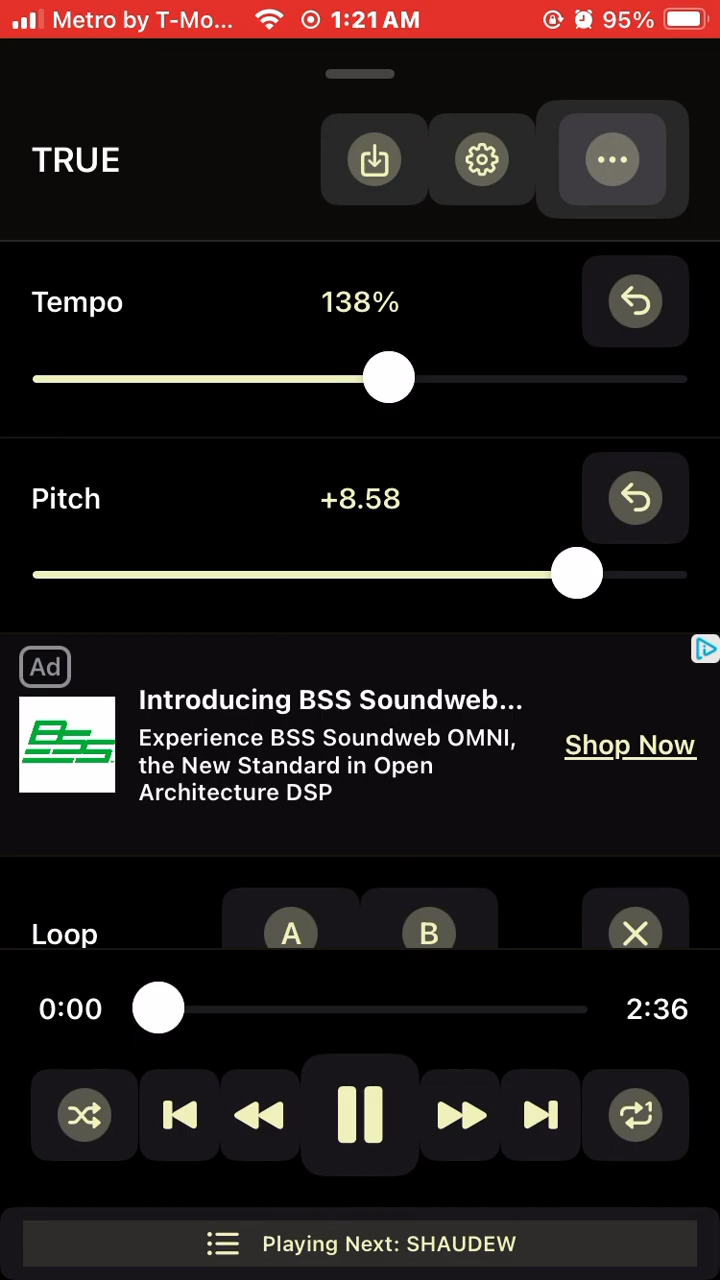 Metro by T-Mo... 1:21 AM 95%
TRUE
Tempo 138%
Pitch +8.58
Ad
Introducing BSS Soundweb...
Experience BSS Soundweb OMNI,
the New Standard in Open
Architecture DSP
Shop Now
BSS
Loop A B
0:00 2:36
1
Playing Next: SHAUDEW